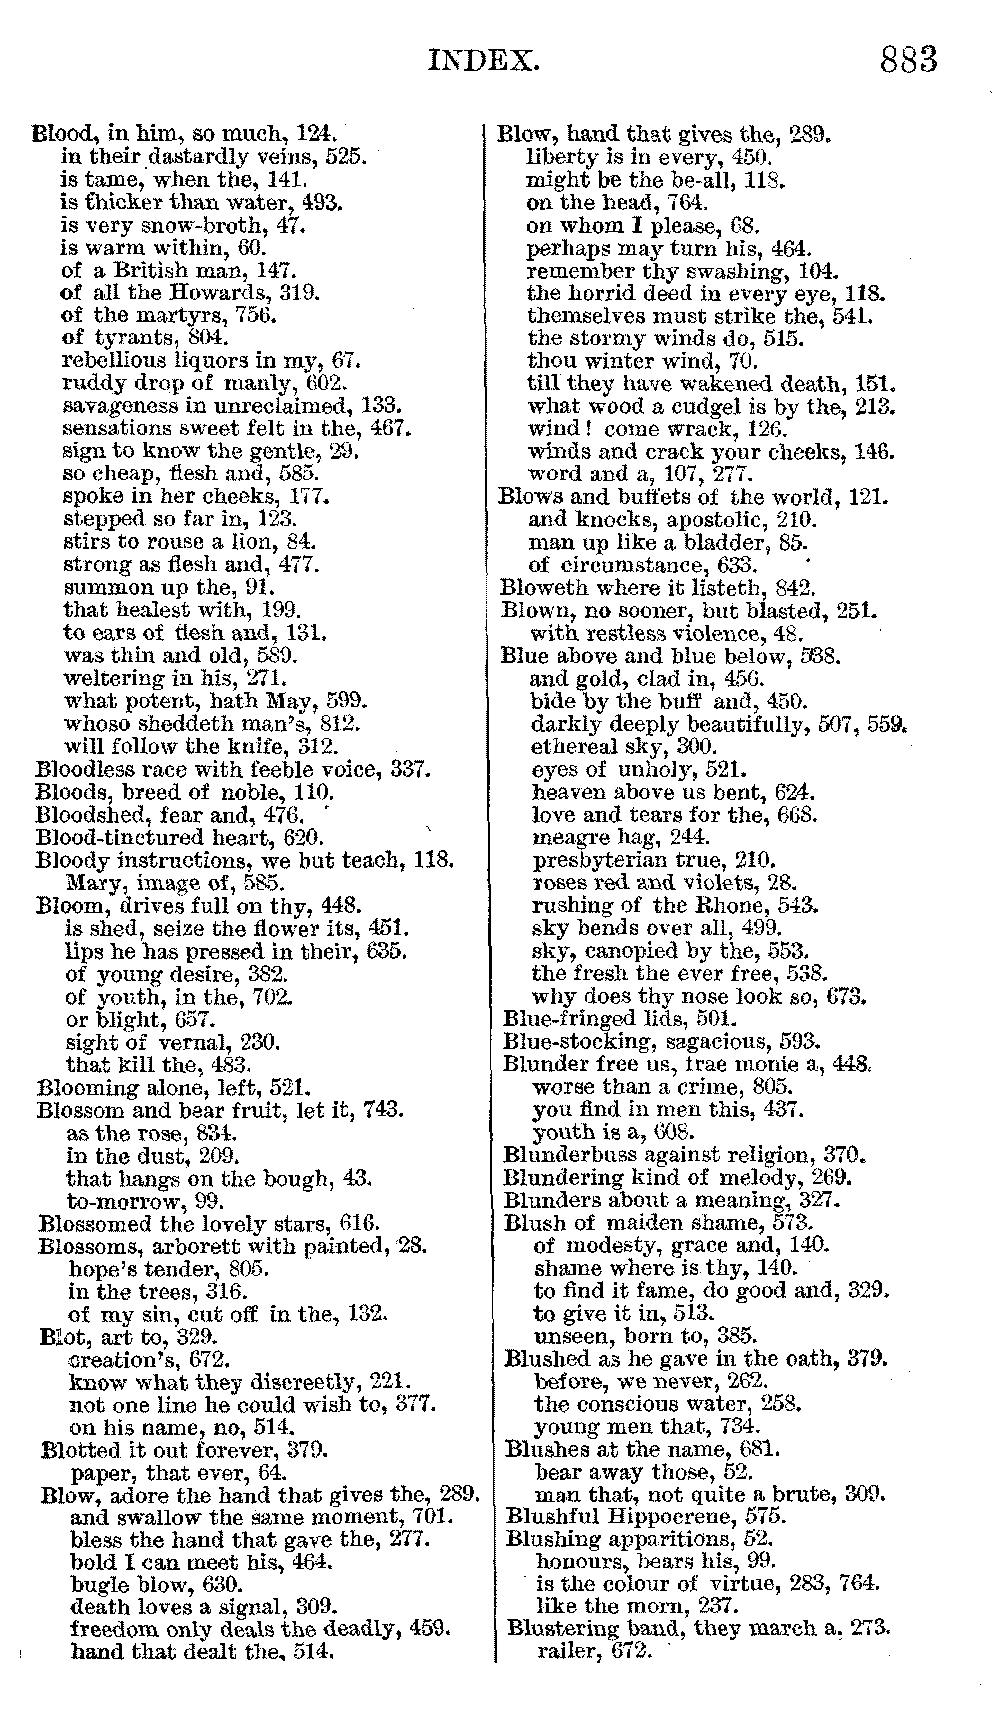 INDEX. 883
Blood, in him, so much, 124.
in their dastardly veins, 525.
is tame, when the, 141.
is thicker than water, 493.
is very snow-broth, 47.
is warm within, 60.
of a British man, 147.
of all the Howards, 319.
of the martyrs, 756.
of tyrants, 804.
rebellious liquors in my, 67.
ruddy drop of manly, 602.
savageness in unreclaimed, 133.
sensations sweet felt in the, 467.
sign to know the gentle, 29.
so cheap, flesh and, 585.
spoke in her cheeks, 177.
stepped so far in, 123.
stirs to rouse a lion, 84.
strong as flesh and, 477.
summon up the, 91.
that healest with, 199.
to ears of flesh and, 131.
was thin and old, 589.
weltering in his, 271.
what potent, hath May, 599.
whoso sheddeth man's, 812.
will follow the knife, 312.
Bloodless race with feeble voice, 337.
Bloods, breed of noble, 110.
Bloodshed, fear and, 476.
Blood-tinctured heart, 620.
Bloody instructions, we but teach, 118.
Mary, image of, 585.
Bloom, drives full on thy, 448.
is shed, seize the flower its, 451.
lips he has pressed in their, 635.
of young desire, 382.
of youth, in the, 702.
or blight, 657.
sight of vernal, 230.
that kill the, 483.
Blooming alone, left, 521.
Blossom and bear fruit, let it, 743.
as the rose, 834.
in the dust, 209.
that hangs on the bough, 43.
to-morrow, 99.
Blossomed the lovely stars, 616.
Blossoms, arborett with painted, 28.
hope's tender, 805.
in the trees, 316.
of my sin, cut off in the, 132.
Blot, art to, 329.
creation's, 672.
know what they discreetly, 221.
not one line he could wish to, 377.
on his name, no, 514.
Blotted it out forever, 379.
paper, that ever, 64.
Blow, adore the hand that gives the, 289.
and swallow the same moment, 701.
bless the hand that gave the, 277.
bold I can meet his, 464.
bugle blow, 630.
death loves a signal, 309.
freedom only deals the deadly, 459.
hand that dealt the, 514.
Blow, hand that gives the, 289.
liberty is in every, 450.
might be the be-all, 118.
on the head, 764.
on whom I please, 68.
perhaps may turn his, 464.
remember thy swashing, 104.
the horrid deed in every eye, 118.
themselves must strike the, 541.
the stormy winds do, 515.
thou winter wind, 70.
till they have wakened death, 151.
what wood a cudgel is by the, 213.
wind! come wrack, 126.
winds and crack your cheeks, 146.
word and a, 107, 277.
Blows and buffets of the world, 121.
and knocks, apostolic, 210.
man up like a bladder, 85.
of circumstance, 633.
Bloweth where it listeth, 842.
Blown, no sooner, but blasted, 251.
with restless violence, 48.
Blue above and blue below, 538.
and gold, clad in, 456.
bide by the buff and, 450.
darkly deeply beautifully, 507, 559.
ethereal sky, 300.
eyes of unholy, 521.
heaven above us bent, 624.
love and tears for the, 668.
meagre hag, 244.
presbyterian true, 210.
roses red and violets, 28.
rushing of the Rhone, 543.
sky bends over all, 499.
sky, canopied by the, 553.
the fresh the ever free, 538.
why does thy nose look so, 673.
Blue-fringed lids, 501.
Blue-stocking, sagacious, 593.
Blunder free us, frae monie a, 448.
worse than a crime, 805.
you find in men this, 437.
youth is a, 608.
Blunderbuss against religion, 370.
Blundering kind of melody, 269.
Blunders about a meaning, 327.
Blush of maiden shame, 573.
of modesty, grace and, 140.
shame where is thy, 140.
to find it fame, do good and, 329.
to give it in, 513.
unseen, born to, 385.
Blushed as he gave in the oath, 379.
before, we never, 262.
the conscious water, 258.
young men that, 734.
Blushes at the name, 681.
bear away those, 52.
man that, not quite a brute, 309.
Blushful Hippocrene, 575.
Blushing apparitions, 52.
honours, bears his, 99.
is the colour of virtue, 283, 764.
like the morn, 237.
Blustering band, they march a, 273.
railer, 672.